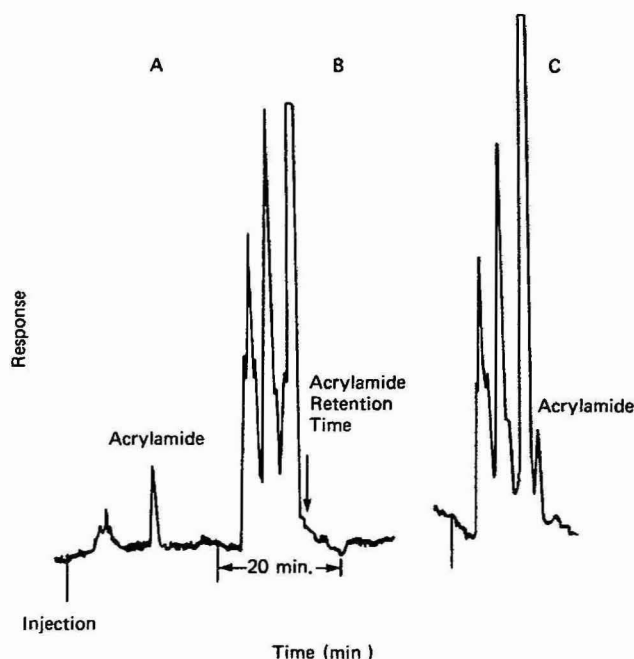 A
B
C
Response
Acrylamide
Retention
Time
Acrylamide
Acrylamide
20 min.
Injection
Time (min )